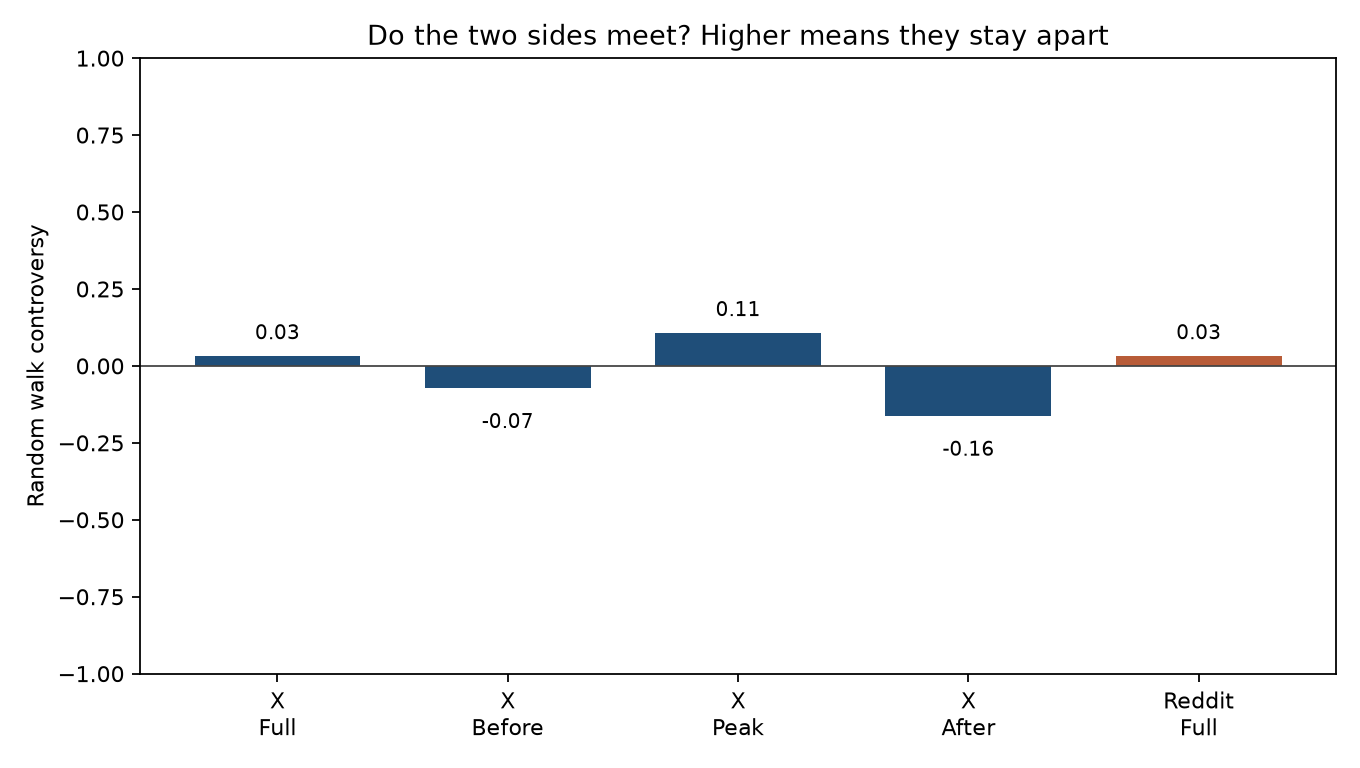 Do the two sides meet? Higher means they stay apart
Random walk controversy
1.00
0.75
0.50
0.25
0.00
−0.25
−0.50
−0.75
−1.00
0.03
-0.07
0.11
-0.16
0.03
X
Full
X
Before
X
Peak
X
After
Reddit
Full